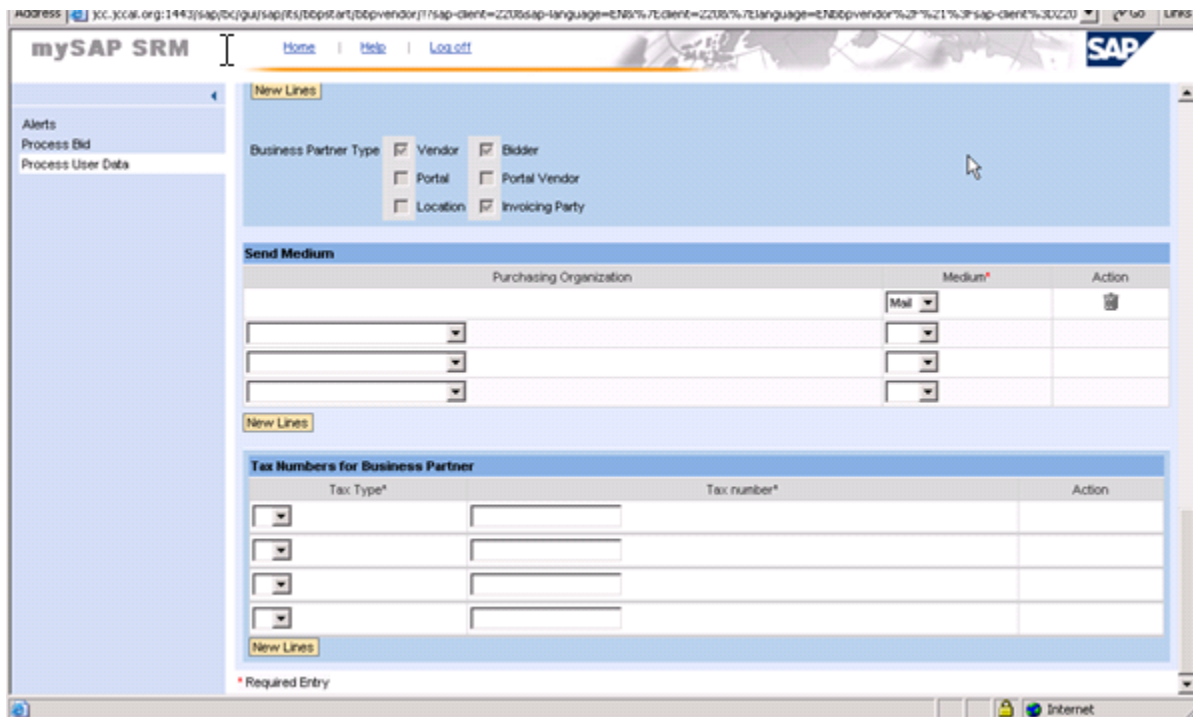 Address
mySAP SRM Home | Help | Log off SAP
New Lines
Alerts
Process Bid
Process User Data
Business Partner Type Vendor Bidder
Portal Portal Vendor
Location Invoicing Party
Send Medium
Purchasing Organization Medium* Action
Mail
New Lines
Tax Numbers for Business Partner
Tax Type* Tax number* Action
New Lines
* Required Entry
Internet